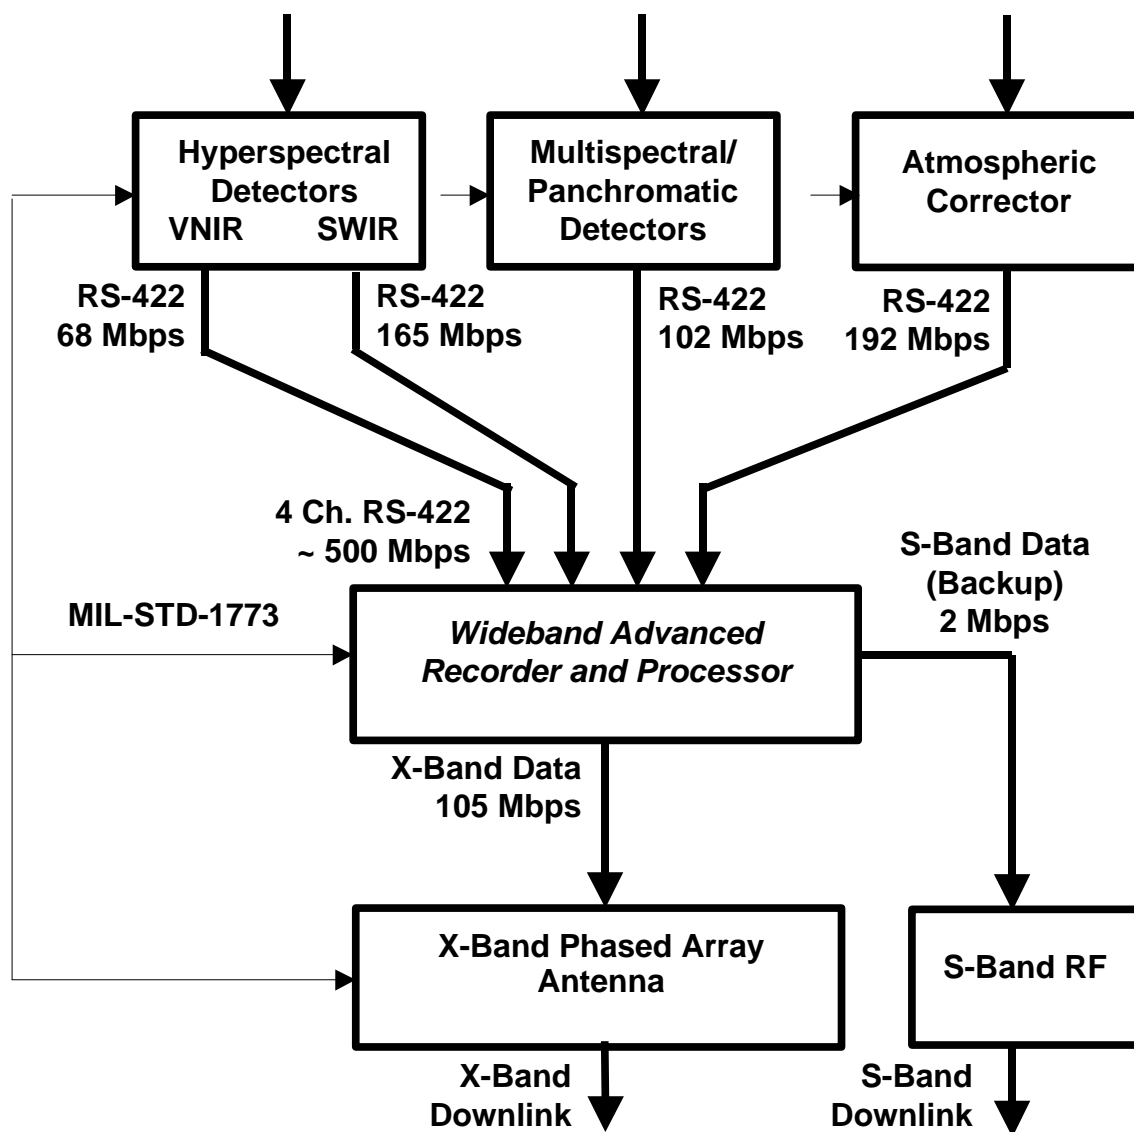 Hyperspectral
Detectors
VNIR SWIR
Multispectral/
Panchromatic
Detectors
Atmospheric
Corrector
RS-422
68 Mbps
RS-422
165 Mbps
RS-422
102 Mbps
RS-422
192 Mbps
4 Ch. RS-422
~ 500 Mbps
S-Band Data
(Backup)
2 Mbps
MIL-STD-1773
Wideband Advanced
Recorder and Processor
X-Band Data
105 Mbps
X-Band Phased Array
Antenna
S-Band RF
X-Band
Downlink
S-Band
Downlink